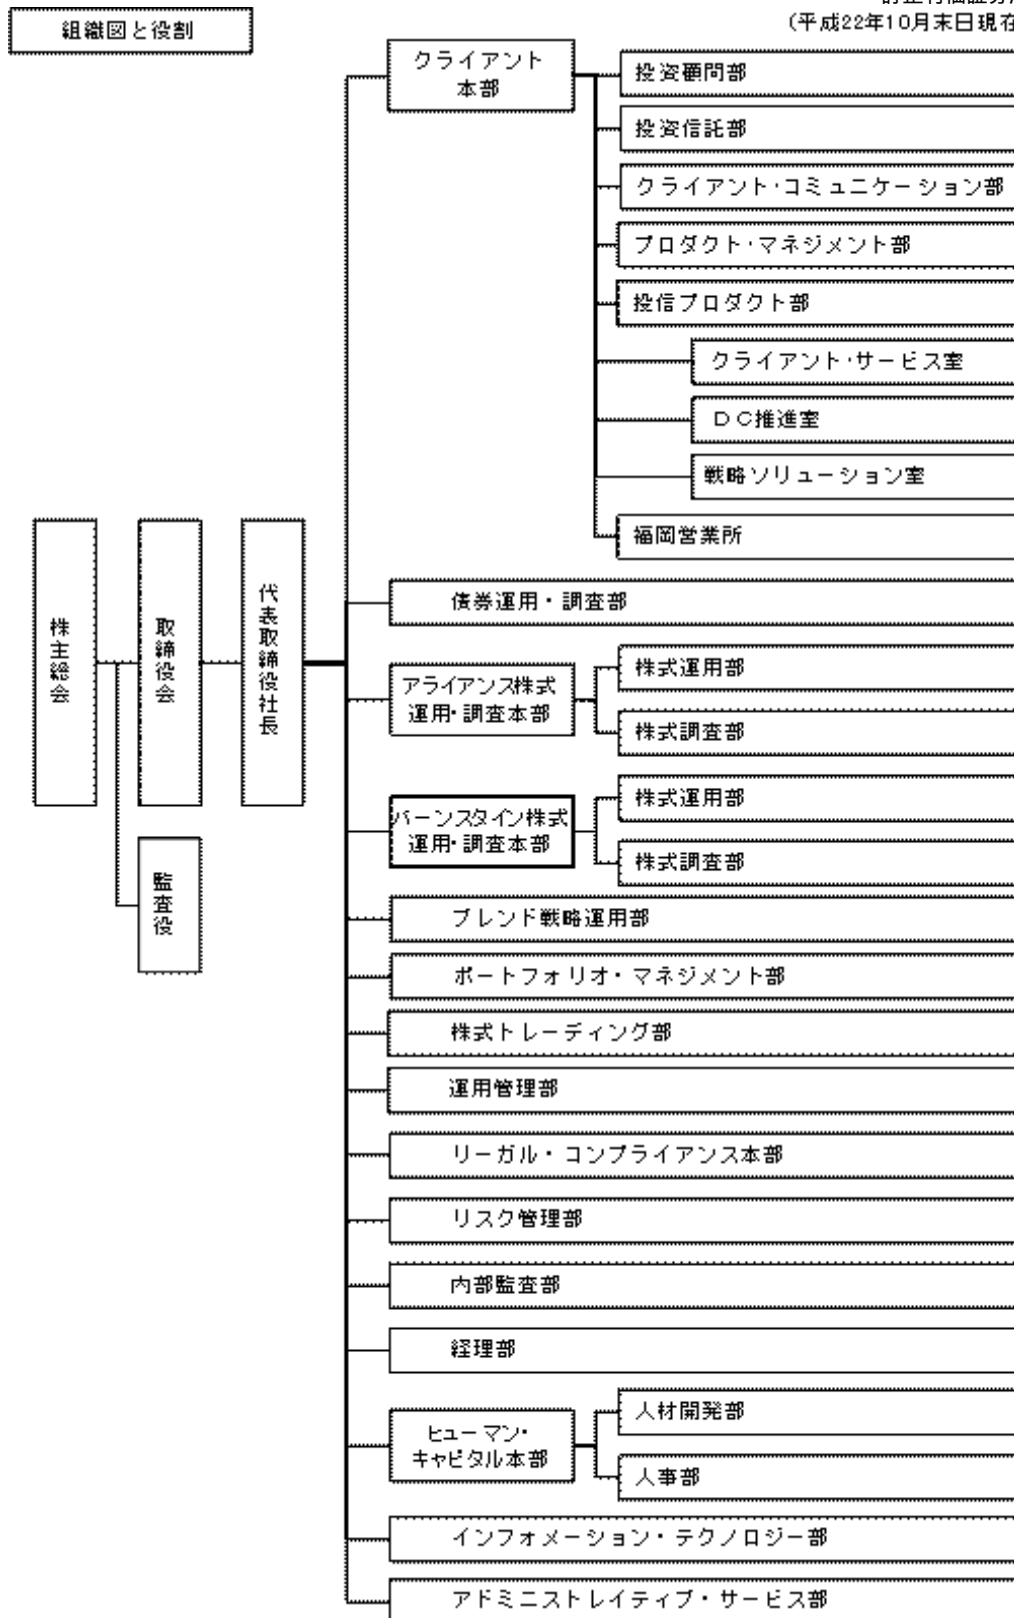 組織図と役割
(平成22年10月末日現在
クライアント
本部
投資顧問部
投資信託部
クライアント・コミュニケーション部
プロダクト・マネジメント部
投信プロダクト部
クライアント・サービス室
DC推進室
戦略ソリューション室
福岡営業所
株主総会
取締役会
代表取締役社長
監査役
債券運用・調査部
アライアンス株式
運用・調査本部
株式運用部
株式調査部
バーンスタイン株式
運用・調査本部
株式運用部
株式調査部
ブレンド戦略運用部
ポートフォリオ・マネジメント部
株式トレーディング部
運用管理部
リーガル・コンプライアンス本部
リスク管理部
内部監査部
経理部
ヒューマン・
キャピタル本部
人材開発部
人事部
インフォメーション・テクノロジー部
アドミニストレイティブ・サービス部